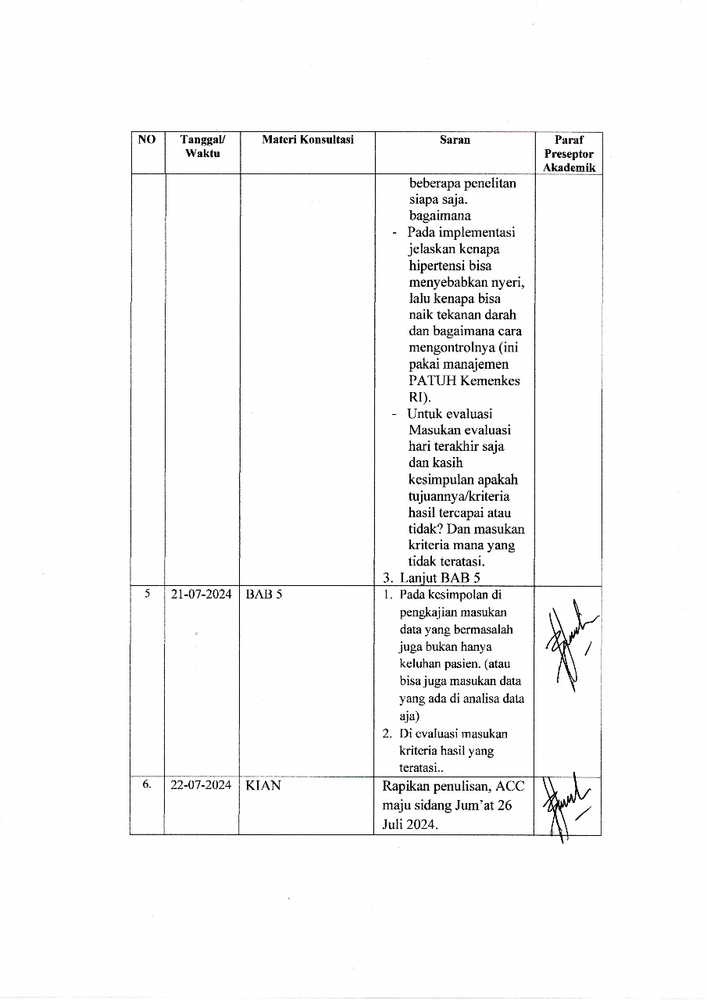 NO Tanggal/ Materi Konsultasi Saran Paraf
Waktu Preseptor
Akademik
beberapa penelitan
siapa saja.
bagaimana
- Pada implementasi
jelaskan kenapa
hipertensi bisa
menyebabkan nyeri,
lalu kenapa bisa
naik tekanan darah
dan bagaimana cara
mengontrolnya (ini
pakai manajemen
PATUH Kemenkes
RI).
- Untuk evaluasi
Masukan evaluasi
hari terakhir saja
dan kasih
kesimpulan apakah
tujuannya/kriteria
hasil tercapai atau
tidak? Dan masukan
kriteria mana yang
tidak teratasi.
3. Lanjut BAB 5
5 21-07-2024 BAB 5 1. Pada kesimpolan di
pengkajian masukan
data yang bermasalah
juga bukan hanya
keluhan pasien. (atau
bisa juga masukan data
yang ada di analisa data
aja)
2. Di evaluasi masukan
kriteria hasil yang
teratasi..
6. 22-07-2024 KIAN Rapikan penulisan, ACC
maju sidang Jum'at 26
Juli 2024.